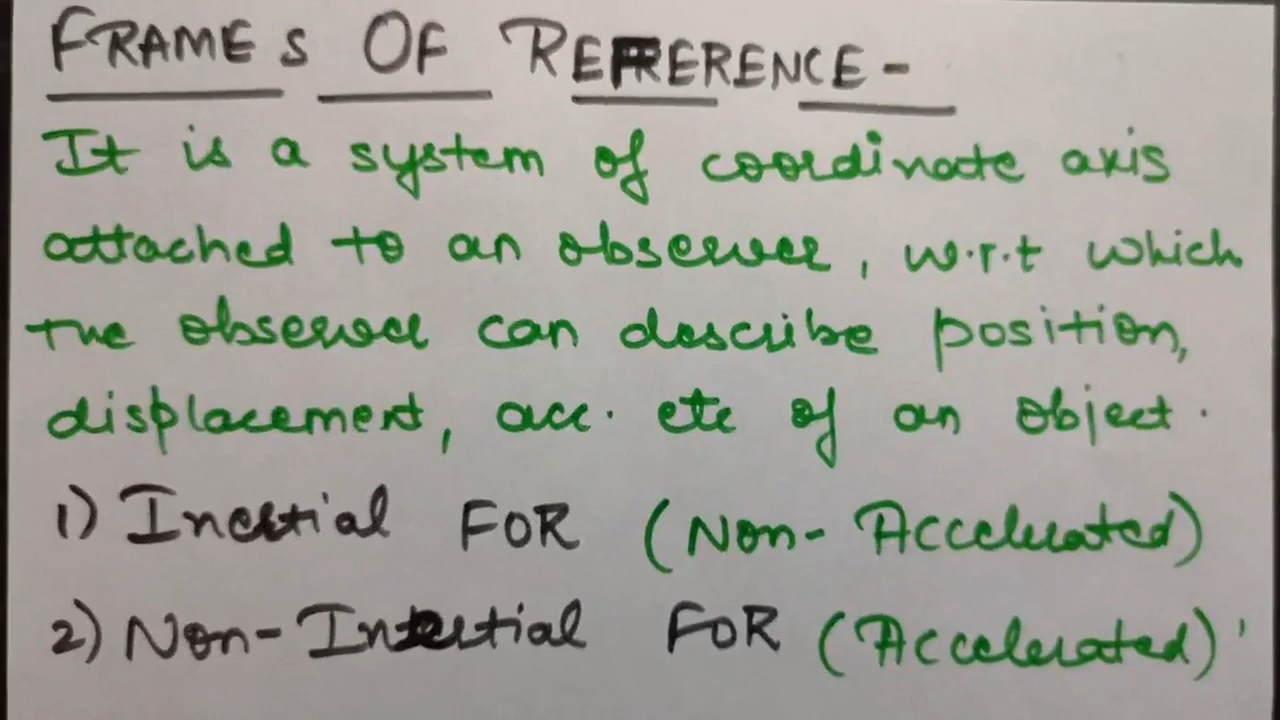 FRAMES OF REFERENCE -
It is a system of coordinate axis
attached to an observer, w.r.t which
the observer can describe position,
displacement, acc. etc of an object.
1) Inertial FOR (Non-Accelerated)
2) Non-Inertial FOR (Accelerated)